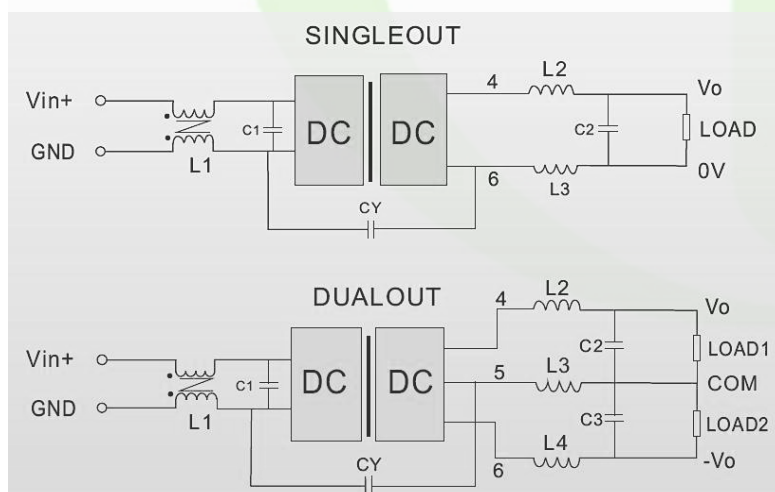 SINGLEOUT
Vin+
GND
L1
C1
DC
DC
CY
4
6
L2
L3
C2
Vo
LOAD
0V
DUALOUT
Vin+
GND
L1
C1
DC
DC
CY
4
5
6
L2
L3
L4
C2
C3
Vo
LOAD1
COM
LOAD2
-Vo